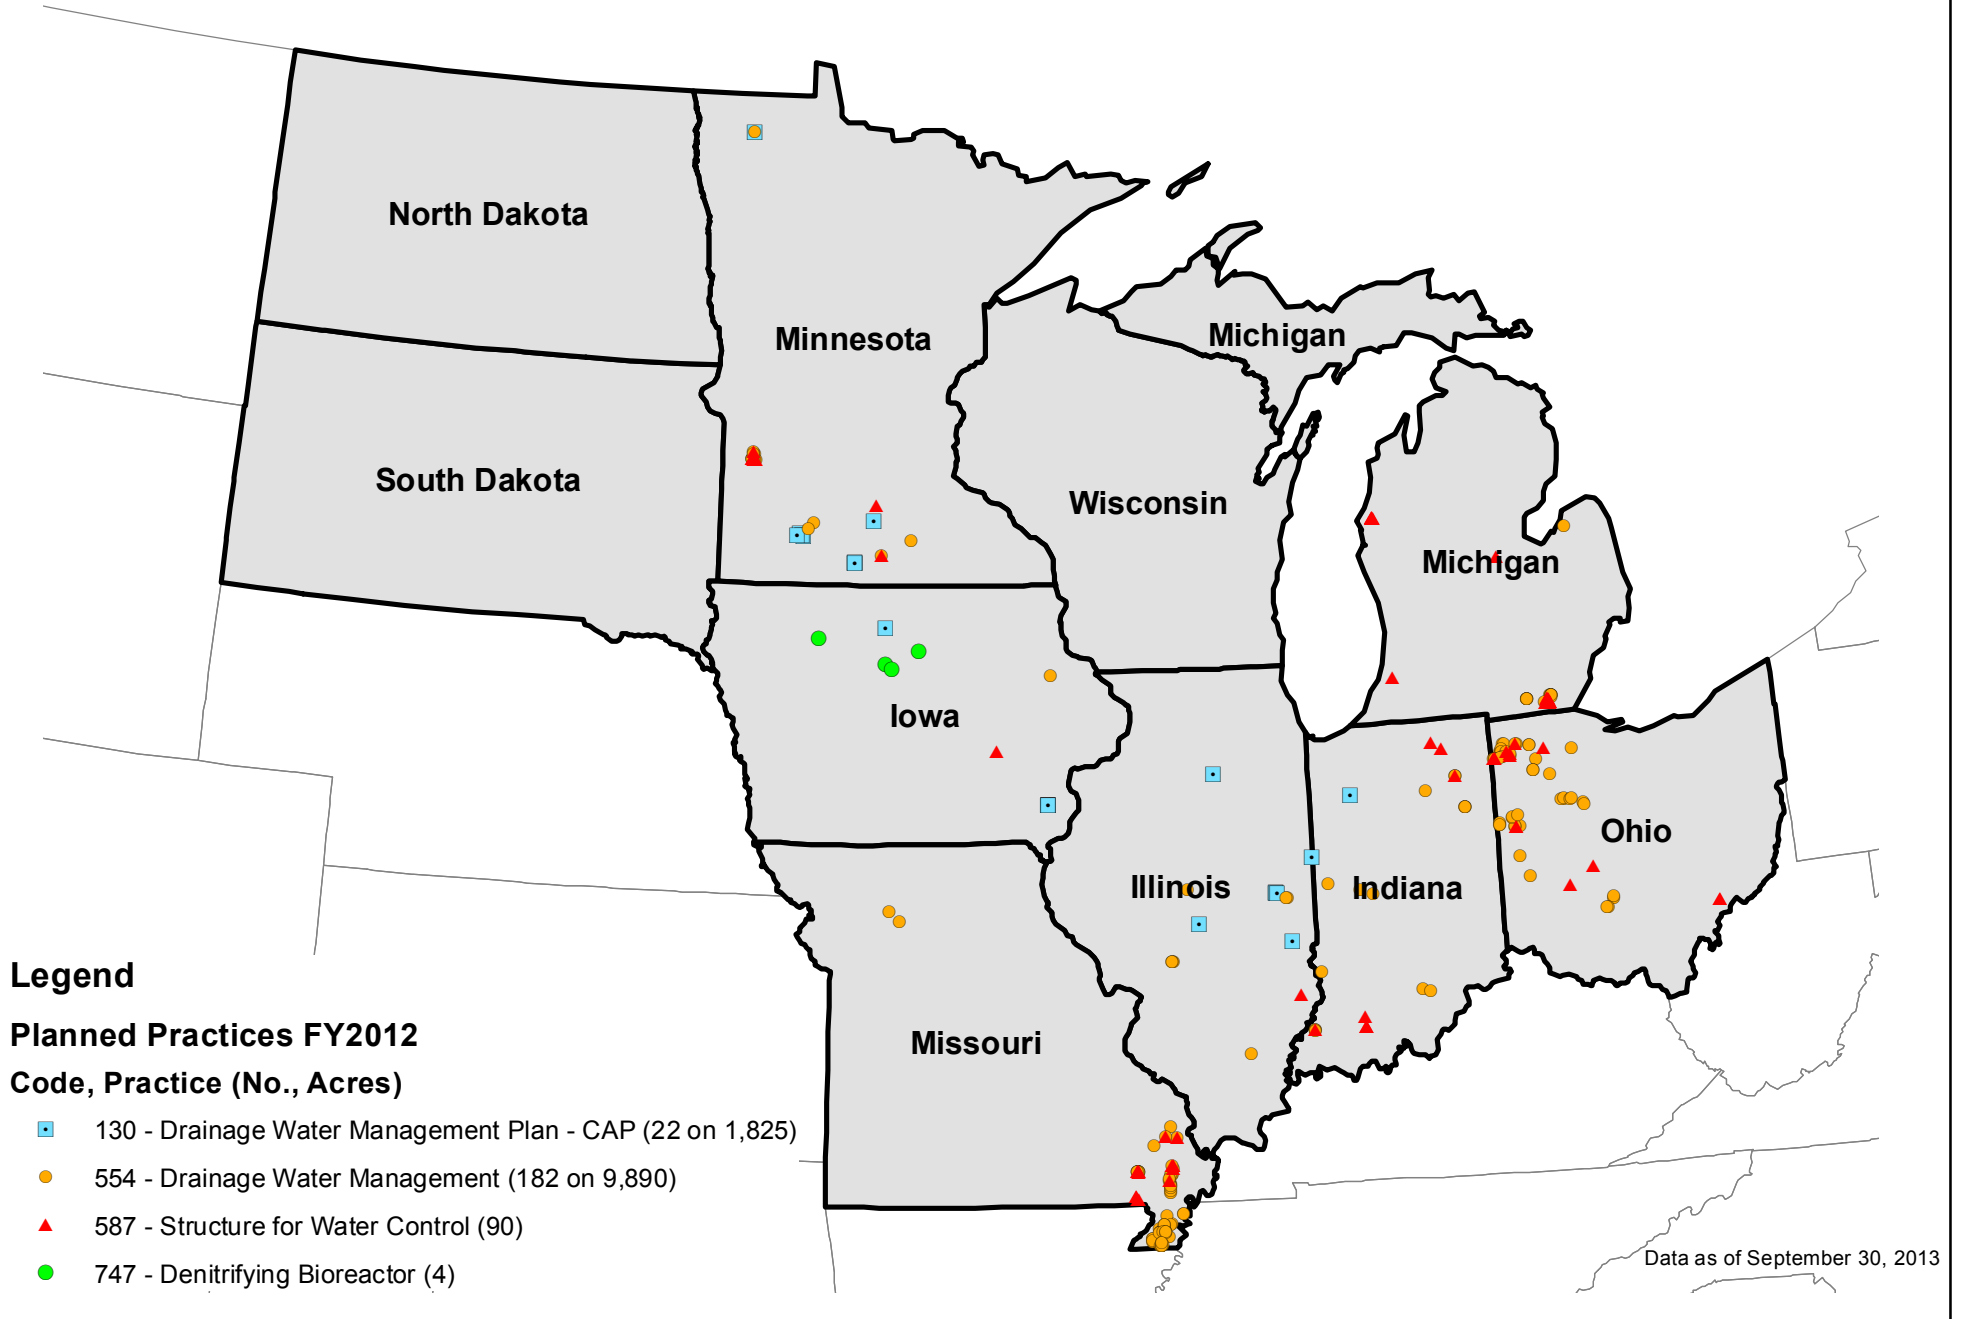 North Dakota
Minnesota
Michigan
South Dakota
Wisconsin
Michigan
Iowa
Ohio
Illinois
Indiana
Missouri
Legend
Planned Practices FY2012
Code, Practice (No., Acres)
130 - Drainage Water Management Plan - CAP (22 on 1,825)
554 - Drainage Water Management (182 on 9,890)
587 - Structure for Water Control (90)
747 - Denitrifying Bioreactor (4)
Data as of September 30, 2013